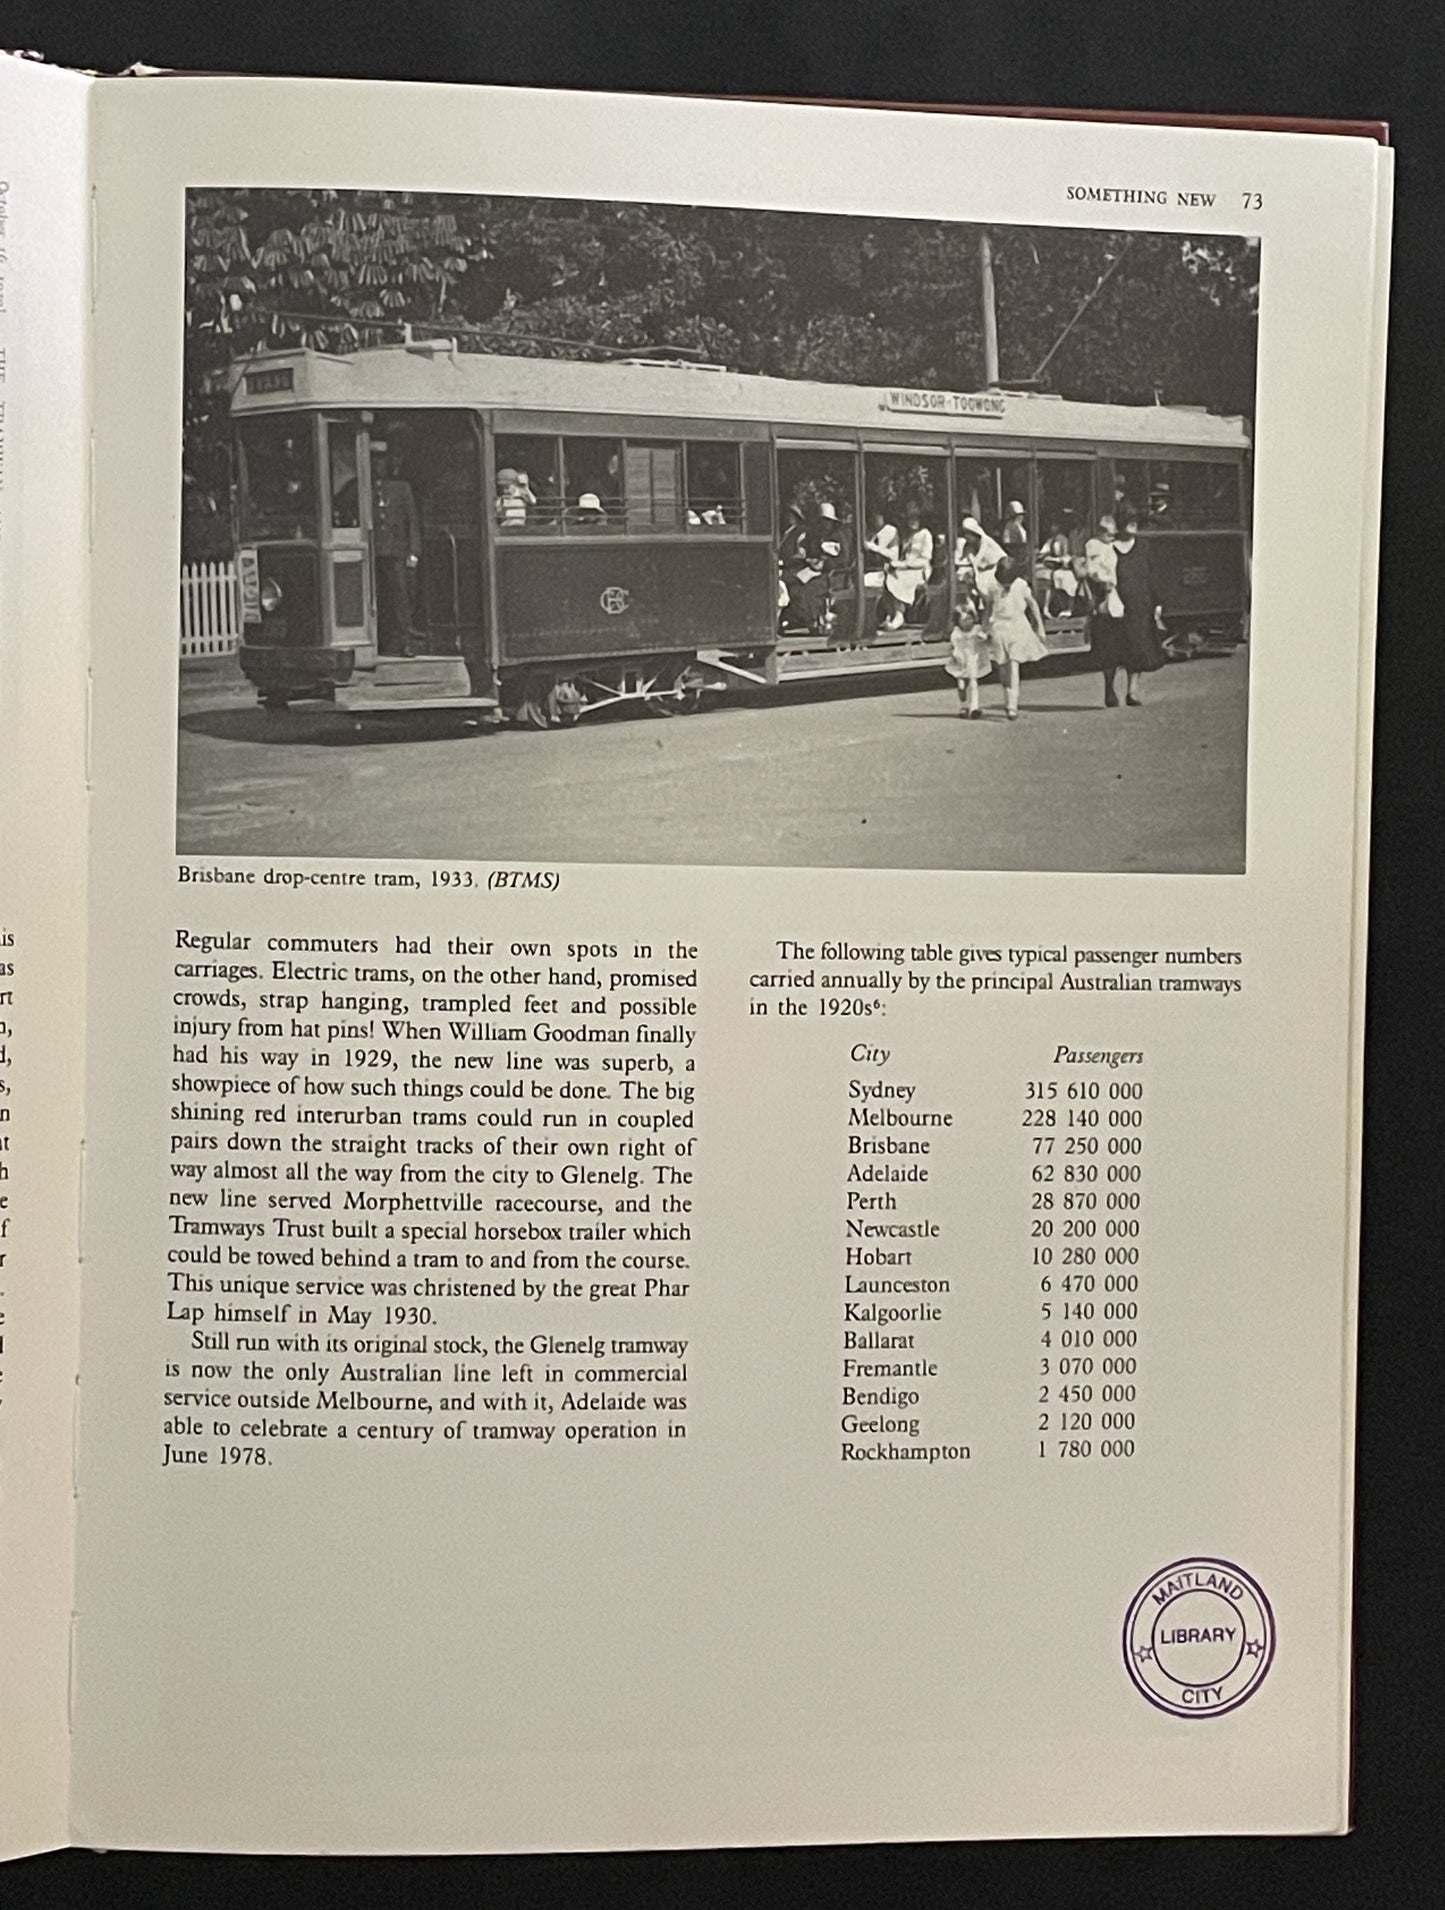 SOMETHING NEW 73
WINDSOR-TOOWONG
Brisbane drop-centre tram, 1933. (BTMS)
Regular commuters had their own spots in the
carriages. Electric trams, on the other hand, promised
crowds, strap hanging, trampled feet and possible
injury from hat pins! When William Goodman finally
had his way in 1929, the new line was superb, a
showpiece of how such things could be done. The big
shining red interurban trams could run in coupled
pairs down the straight tracks of their own right of
way almost all the way from the city to Glenelg. The
new line served Morphettville racecourse, and the
Tramways Trust built a special horsebox trailer which
could be towed behind a tram to and from the course.
This unique service was christened by the great Phar
Lap himself in May 1930.
Still run with its original stock, the Glenelg tramway
is now the only Australian line left in commercial
service outside Melbourne, and with it, Adelaide was
able to celebrate a century of tramway operation in
June 1978.
The following table gives typical passenger numbers
carried annually by the principal Australian tramways
in the 1920s⁶:
City Passengers
Sydney 315 610 000
Melbourne 228 140 000
Brisbane 77 250 000
Adelaide 62 830 000
Perth 28 870 000
Newcastle 20 200 000
Hobart 10 280 000
Launceston 6 470 000
Kalgoorlie 5 140 000
Ballarat 4 010 000
Fremantle 3 070 000
Bendigo 2 450 000
Geelong 2 120 000
Rockhampton 1 780 000
MAITLAND
LIBRARY
CITY